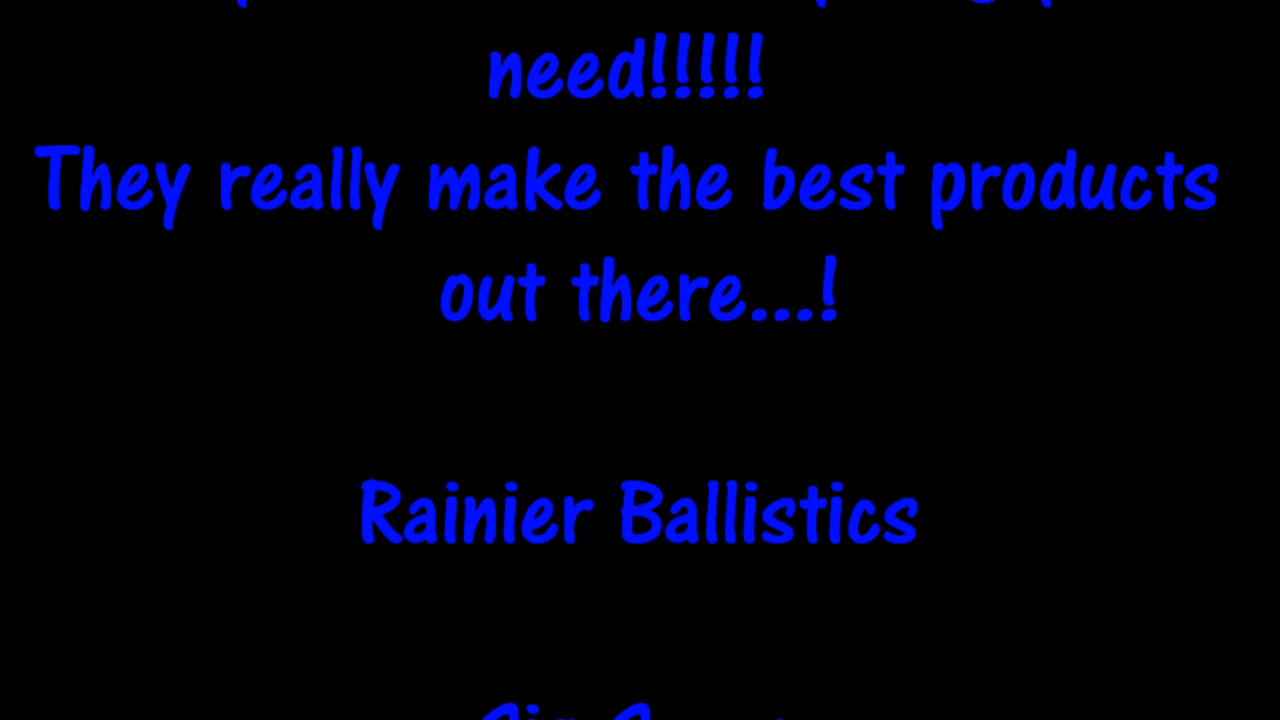 need!!!!!
They really make the best products
out there...!
Rainier Ballistics